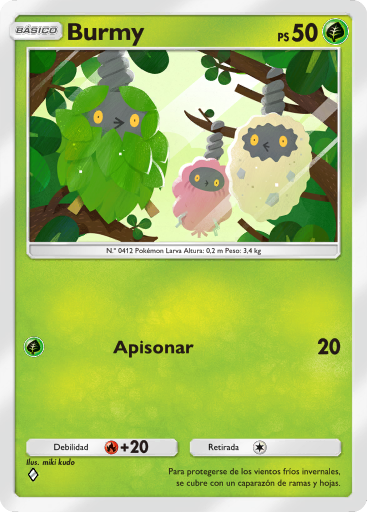 BÁSICO Burmy PS 50
N.º 0412 Pokémon Larva Altura: 0,2 m Peso: 3,4 kg
Apisonar 20
Debilidad +20 Retirada
Ilus. miki kudo
Para protegerse de los vientos fríos invernales,
se cubre con un caparazón de ramas y hojas.